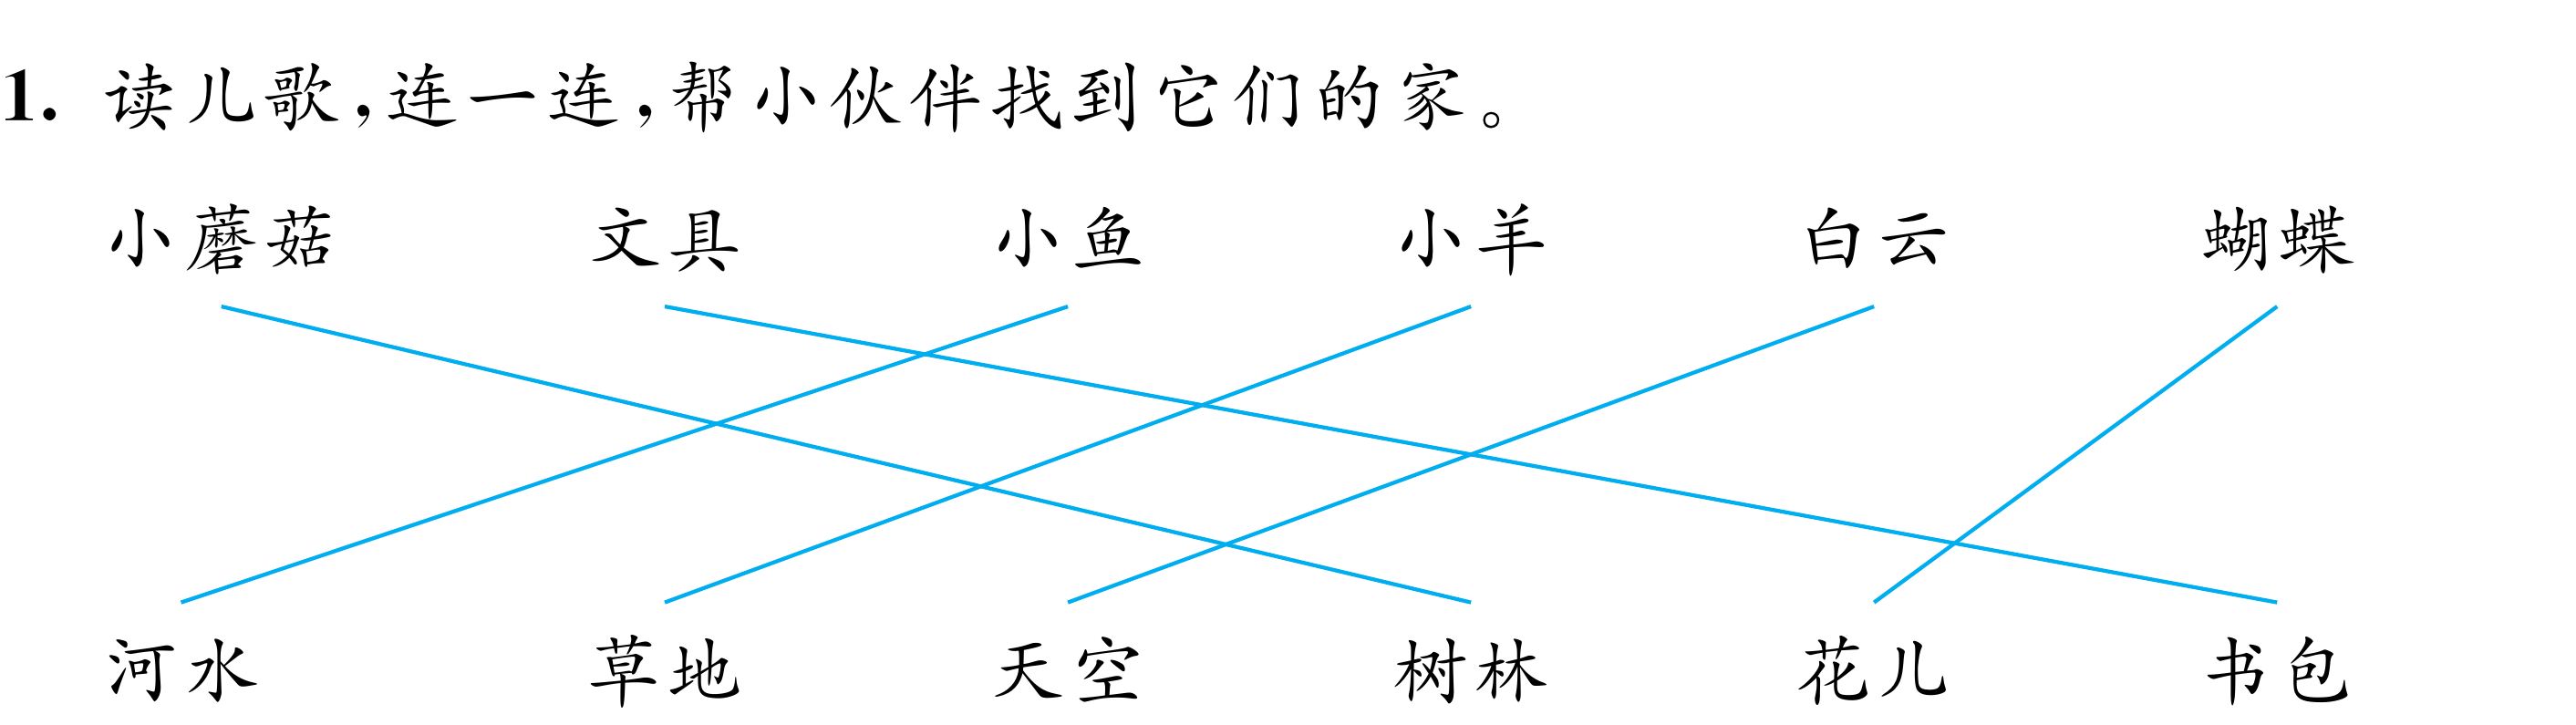 1. 读儿歌,连一连,帮小伙伴找到它们的家。
小蘑菇 文具 小鱼 小羊 白云 蝴蝶
河水 草地 天空 树林 花儿 书包